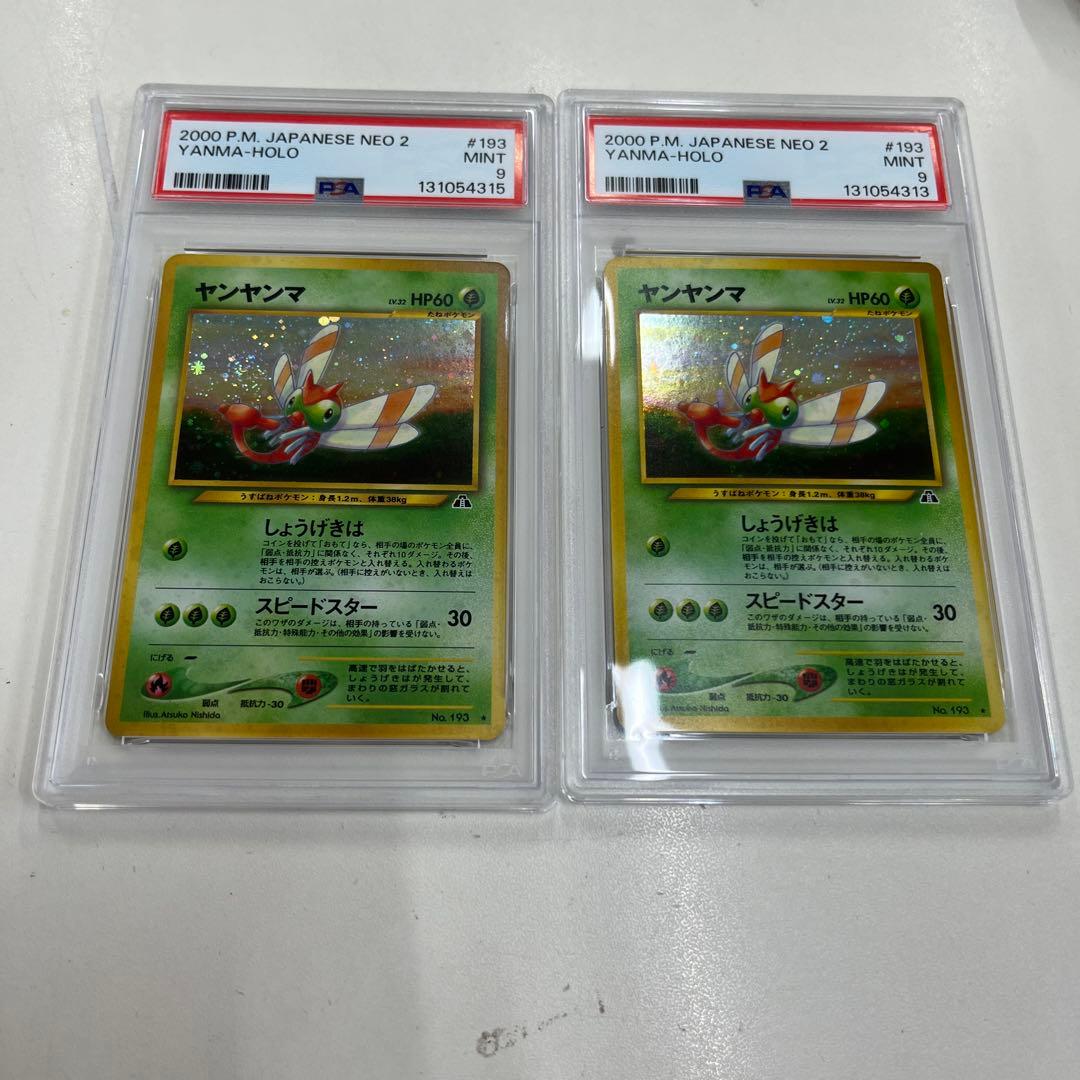 2000 P.M. JAPANESE NEO 2 #193
YANMA-HOLO MINT
9
PSA 131054315
ヤンヤンマ LV.32 HP60
たねポケモン
うすばねポケモン：身長1.2m、体重38kg
しょうげきは
コインを投げて「おもて」なら、相手の場のポケモン全員に、
「弱点・抵抗力」に関係なく、それぞれ10ダメージ。その後、
相手を相手の控えポケモンと入れ替える。入れ替わるポケ
モンは、相手が選ぶ。（相手に控えがいないとき、入れ替えは
おこらない。）
スピードスター 30
このワザのダメージは、相手の持っている「弱点・
抵抗力・特殊能力・その他の効果」の影響を受けない。
にげる
弱点 抵抗力 -30
高速で羽をはばたかせると、
しょうげきはが発生して、
まわりの窓ガラスが割れて
いく。
Illus. Atsuko Nishida No. 193 ★
PSA
2000 P.M. JAPANESE NEO 2 #193
YANMA-HOLO MINT
9
PSA 131054313
ヤンヤンマ LV.32 HP60
たねポケモン
うすばねポケモン：身長1.2m、体重38kg
しょうげきは
コインを投げて「おもて」なら、相手の場のポケモン全員に、
「弱点・抵抗力」に関係なく、それぞれ10ダメージ。その後、
相手を相手の控えポケモンと入れ替える。入れ替わるポケ
モンは、相手が選ぶ。（相手に控えがいないとき、入れ替えは
おこらない。）
スピードスター 30
このワザのダメージは、相手の持っている「弱点・
抵抗力・特殊能力・その他の効果」の影響を受けない。
にげる
弱点 抵抗力 -30
高速で羽をはばたかせると、
しょうげきはが発生して、
まわりの窓ガラスが割れて
いく。
Illus. Atsuko Nishida No. 193 ★
PSA